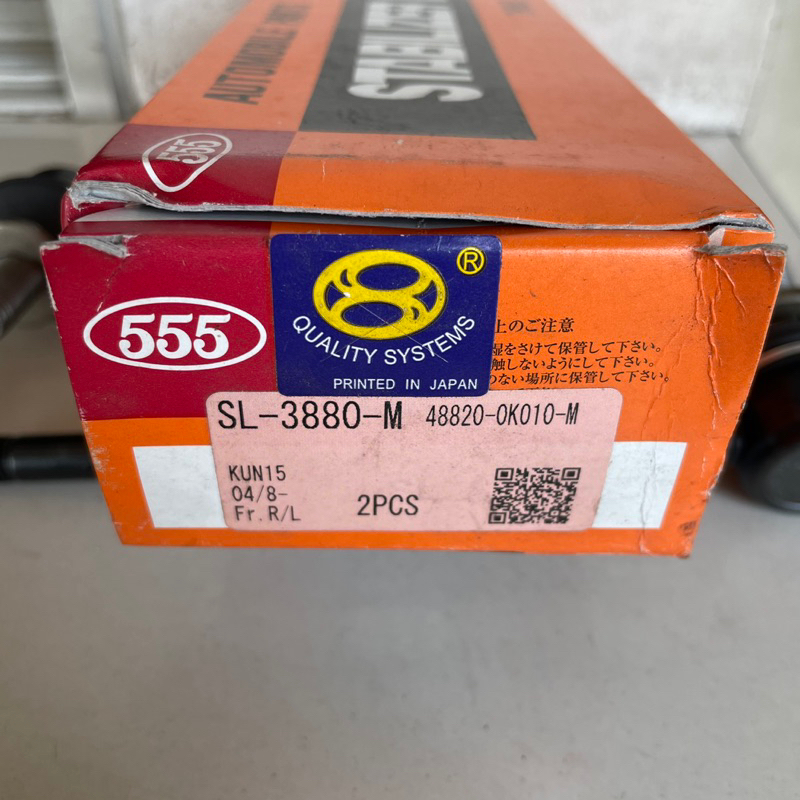 AUTOMOBILE PARTS
STABILIZER
555
555
®
QUALITY SYSTEMS
PRINTED IN JAPAN
上のご注意
湿をさけて保管して下さい。
触しないようにして下さい。
のない場所に保管して下さい。
SL-3880-M 48820-0K010-M
KUN15
04/8-
Fr.R/L
2PCS